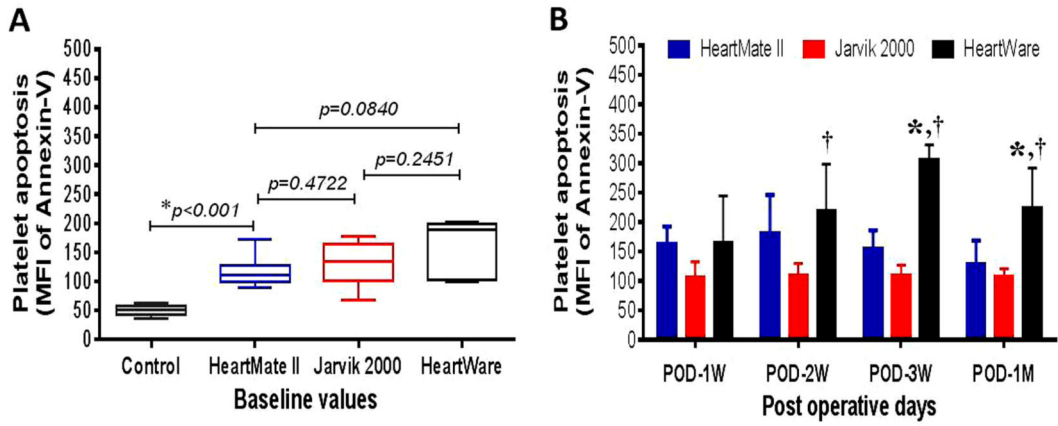 A
Platelet apoptosis
(MFI of Annexin-V)
500
450
400
350
300
250
200
150
100
50
0
p=0.0840
p=0.2451
p=0.4722
*p<0.001
Control HeartMate II Jarvik 2000 HeartWare
Baseline values
B
HeartMate II Jarvik 2000 HeartWare
Platelet apoptosis
(MFI of Annexin-V)
500
450
400
350
300
250
200
150
100
50
0
†
*,†
*,†
POD-1W POD-2W POD-3W POD-1M
Post operative days